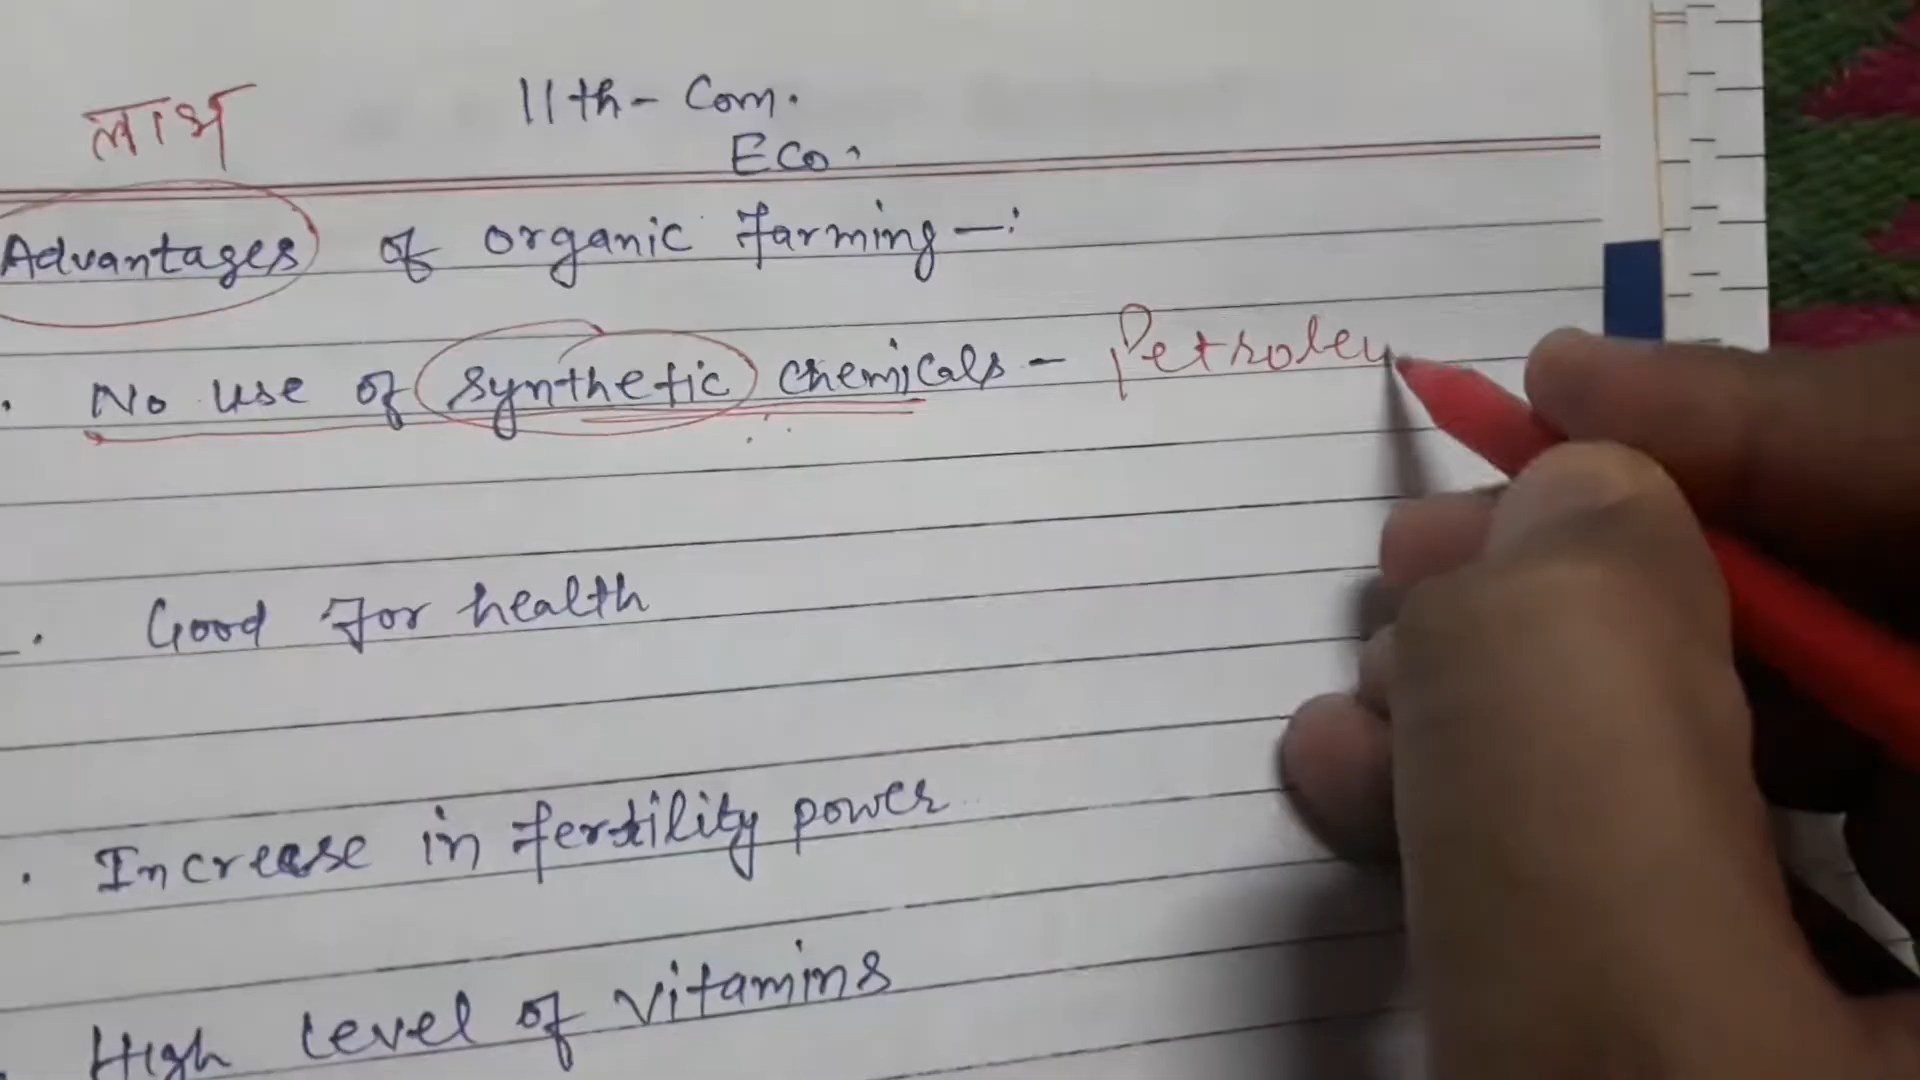 लाभ
11th - Com.
Eco.
Advantages of organic farming -:
. No use of synthetic chemicals - Petroleu
. Good for health
. Increase in fertility power
. High level of vitamins